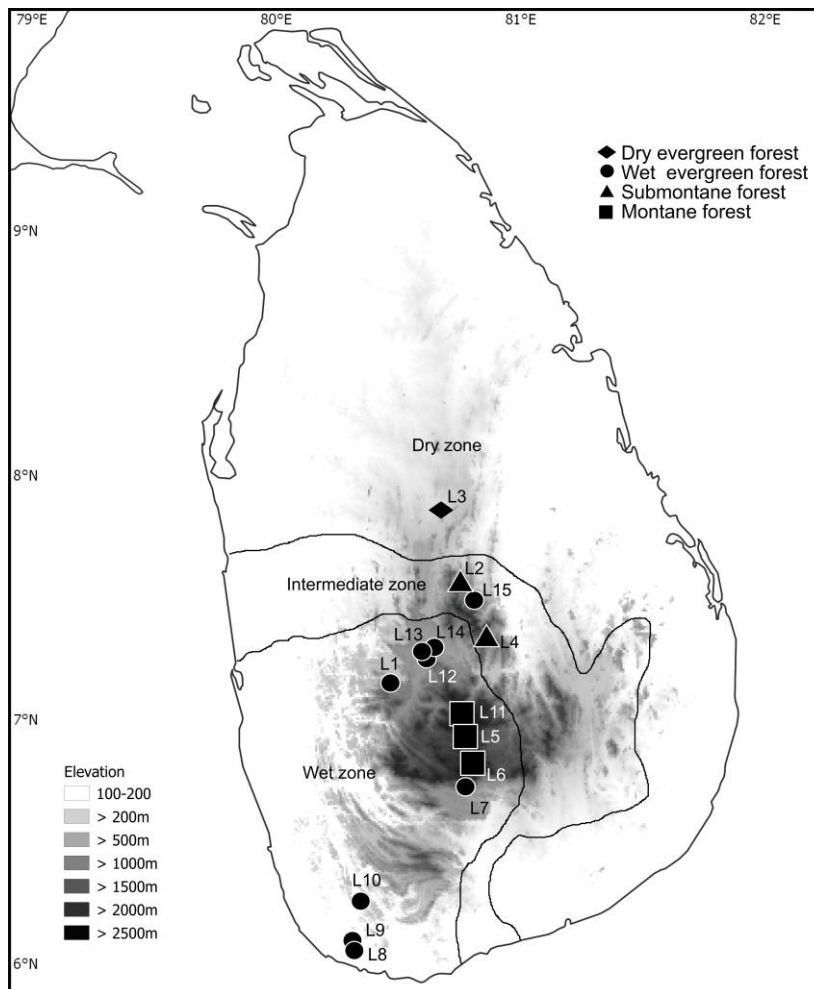 79°E 80°E 81°E 82°E
Dry evergreen forest
Wet evergreen forest
Submontane forest
Montane forest
9°N
Dry zone
8°N
L3
L2
Intermediate zone
L15
L14
L13
L4
L12
L1
7°N
L11
L5
Wet zone
L6
L7
Elevation
100-200
> 200m
> 500m
> 1000m
> 1500m
> 2000m
> 2500m
L10
L9
L8
6°N